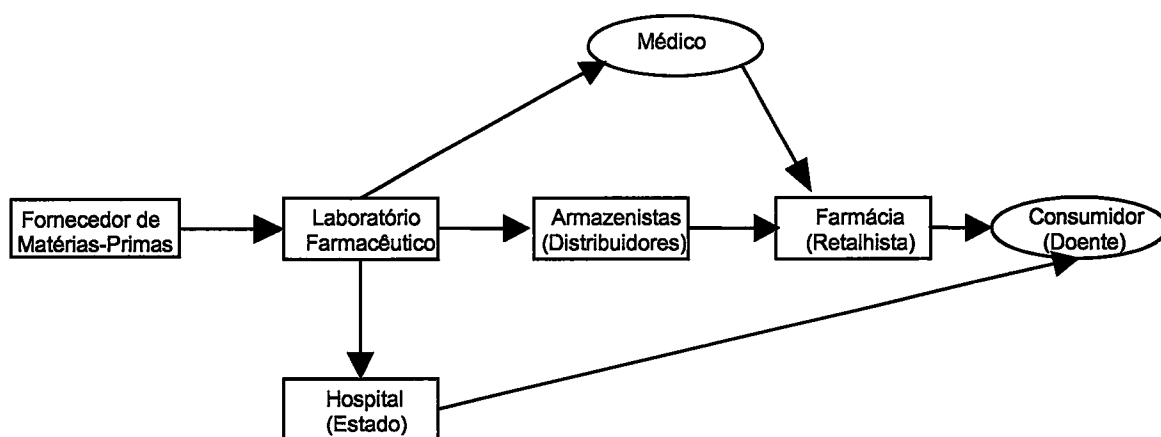 Médico
Fornecedor de
Matérias-Primas
Laboratório
Farmacêutico
Armazenistas
(Distribuidores)
Farmácia
(Retalhista)
Consumidor
(Doente)
Hospital
(Estado)